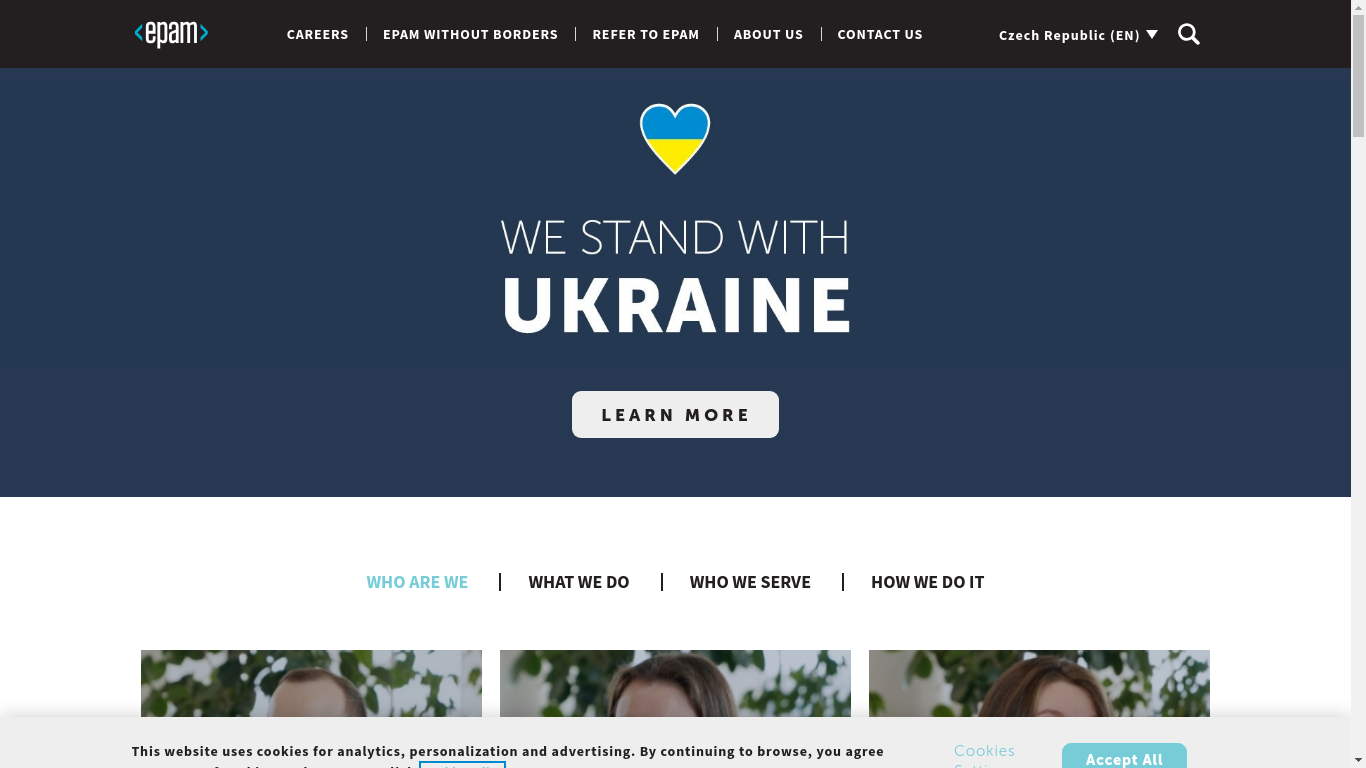 <epam>
CAREERS
EPAM WITHOUT BORDERS
REFER TO EPAM
ABOUT US
CONTACT US
Czech Republic (EN)
WE STAND WITH
UKRAINE
LEARN MORE
WHO ARE WE
WHAT WE DO
WHO WE SERVE
HOW WE DO IT
This website uses cookies for analytics, personalization and advertising. By continuing to browse, you agree
Cookies
Accept All